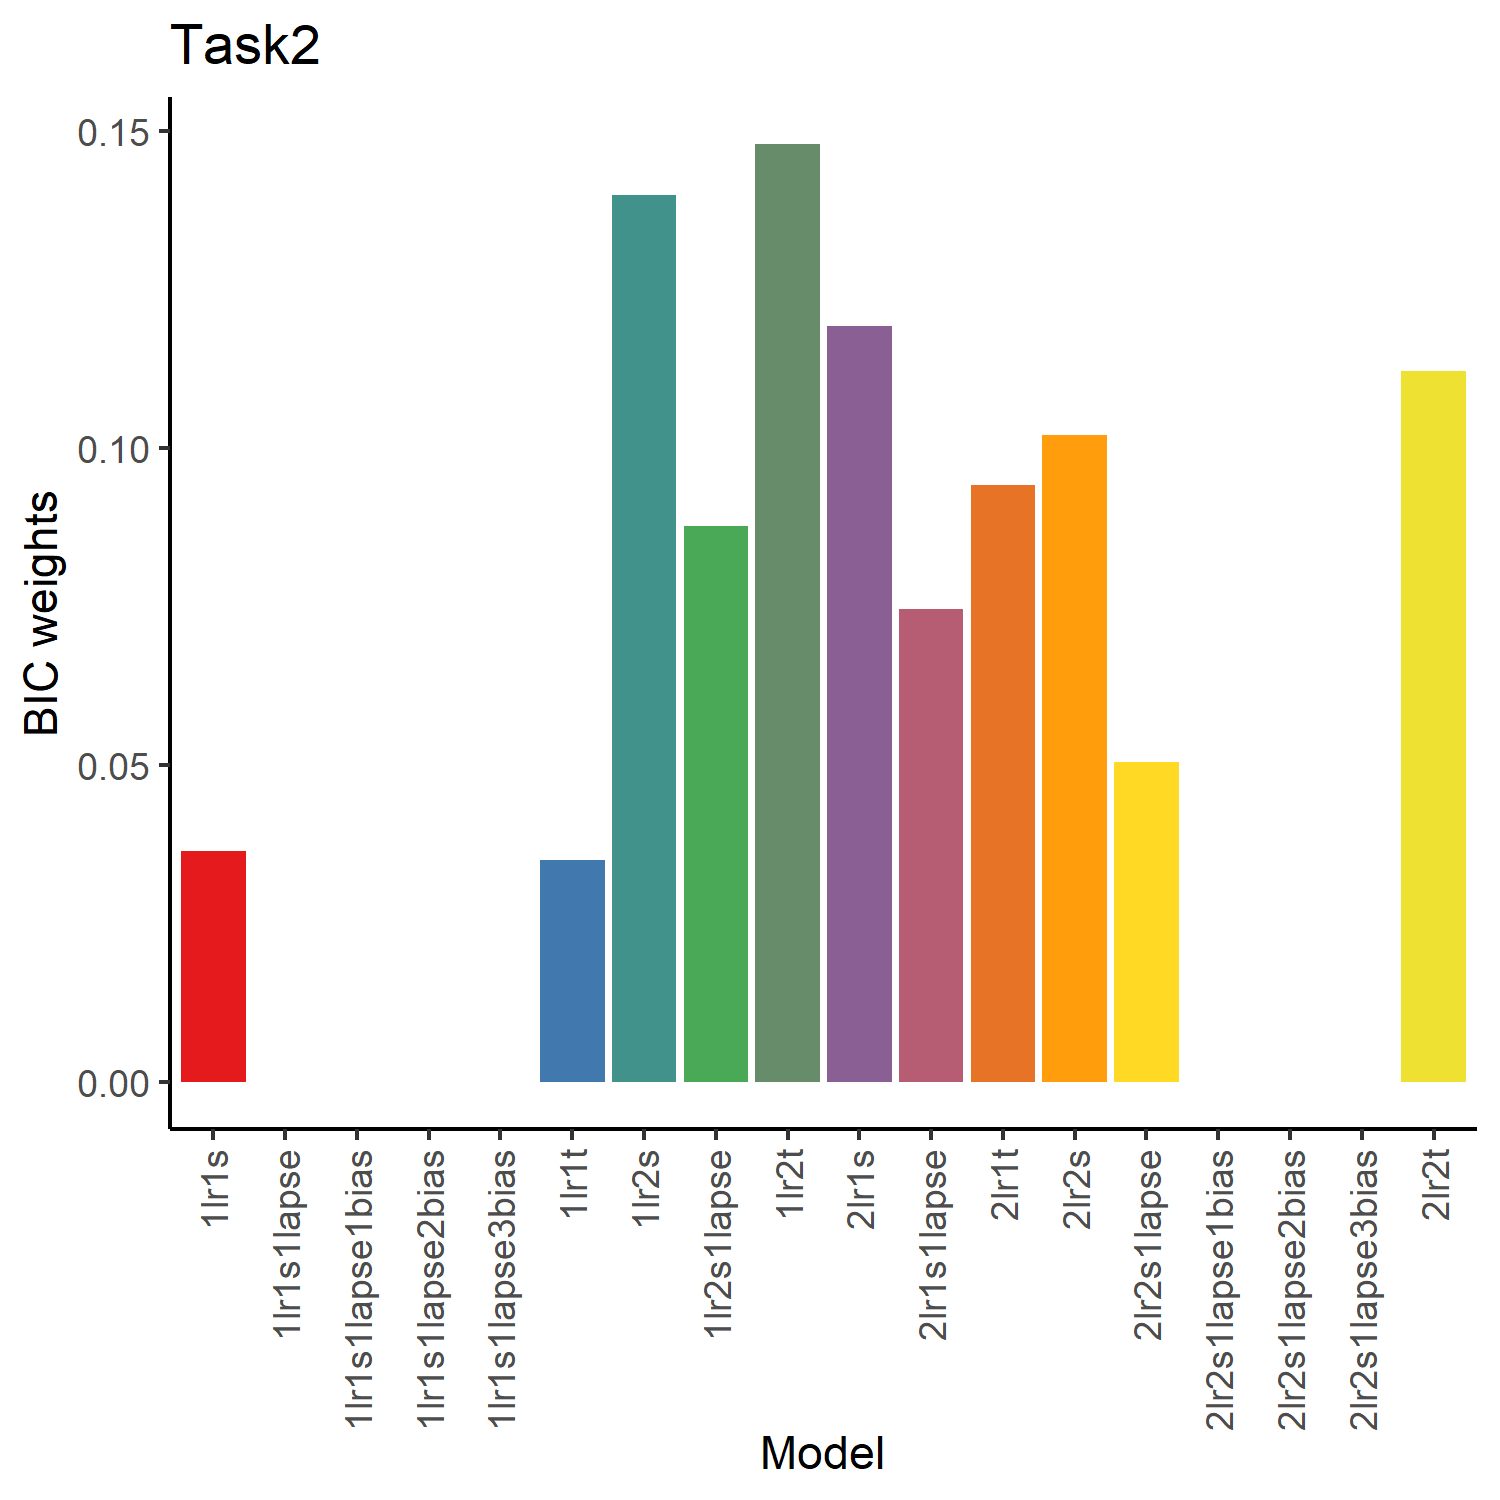 Task2
0.15
0.10
0.05
0.00
BIC weights
1lr1s
1lr1s1lapse
1lr1s1lapse1bias
1lr1s1lapse2bias
1lr1s1lapse3bias
1lr1t
1lr2s
1lr2s1lapse
1lr2t
2lr1s
2lr1s1lapse
2lr1t
2lr2s
2lr2s1lapse
2lr2s1lapse1bias
2lr2s1lapse2bias
2lr2s1lapse3bias
2lr2t
Model